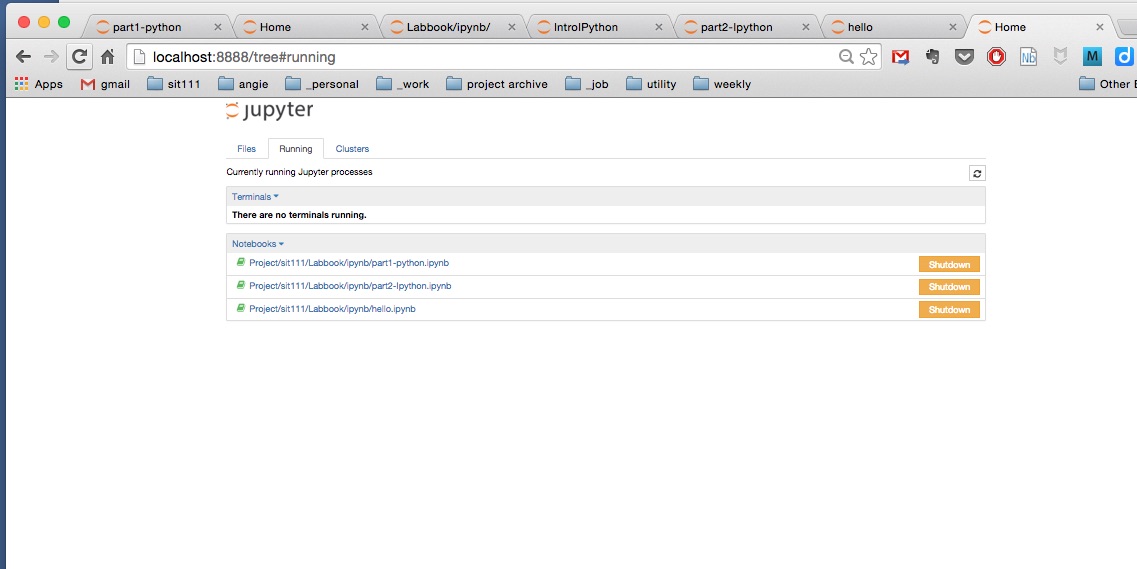 part1-python Home Labbook/ipynb/ IntroIPython part2-Ipython hello Home
localhost:8888/tree#running
Apps gmail sit111 angie _personal _work project archive _job utility weekly Other
jupyter
Files Running Clusters
Currently running Jupyter processes
Terminals
There are no terminals running.
Notebooks
Project/sit111/Labbook/ipynb/part1-python.ipynb Shutdown
Project/sit111/Labbook/ipynb/part2-Ipython.ipynb Shutdown
Project/sit111/Labbook/ipynb/hello.ipynb Shutdown